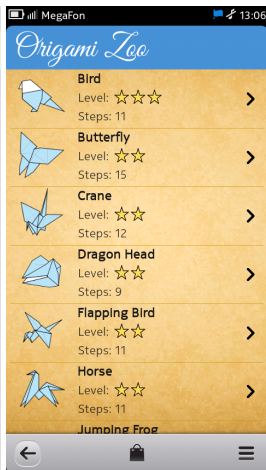 MegaFon 13:06
Origami Zoo
Bird
Level:
Steps: 11
Butterfly
Level:
Steps: 15
Crane
Level:
Steps: 12
Dragon Head
Level:
Steps: 9
Flapping Bird
Level:
Steps: 11
Horse
Level:
Steps: 11
Jumping Frog